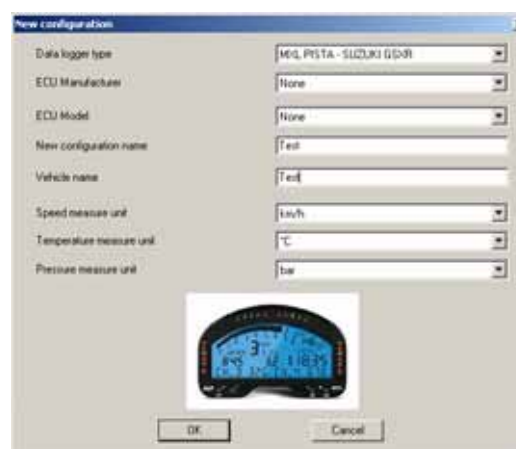 New configuration
Data logger type MXL PISTA - SUZUKI GSXR
ECU Manufacturer None
ECU Model None
New configuration name Test
Vehicle name Test
Speed measure unit km/h
Temperature measure unit °C
Pressure measure unit bar
3
OK Cancel